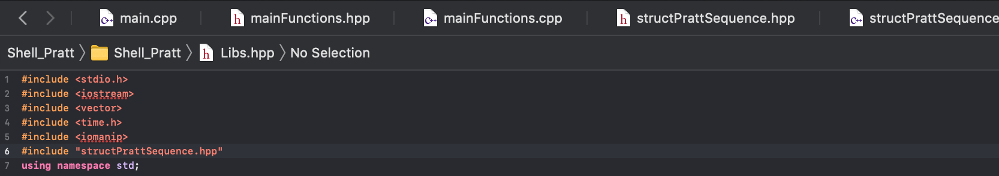 main.cpp mainFunctions.hpp mainFunctions.cpp structPrattSequence.hpp structPrattSequence
Shell_Pratt Shell_Pratt Libs.hpp No Selection
1 #include <stdio.h>
2 #include <iostream>
3 #include <vector>
4 #include <time.h>
5 #include <iomanip>
6 #include "structPrattSequence.hpp"
7 using namespace std;